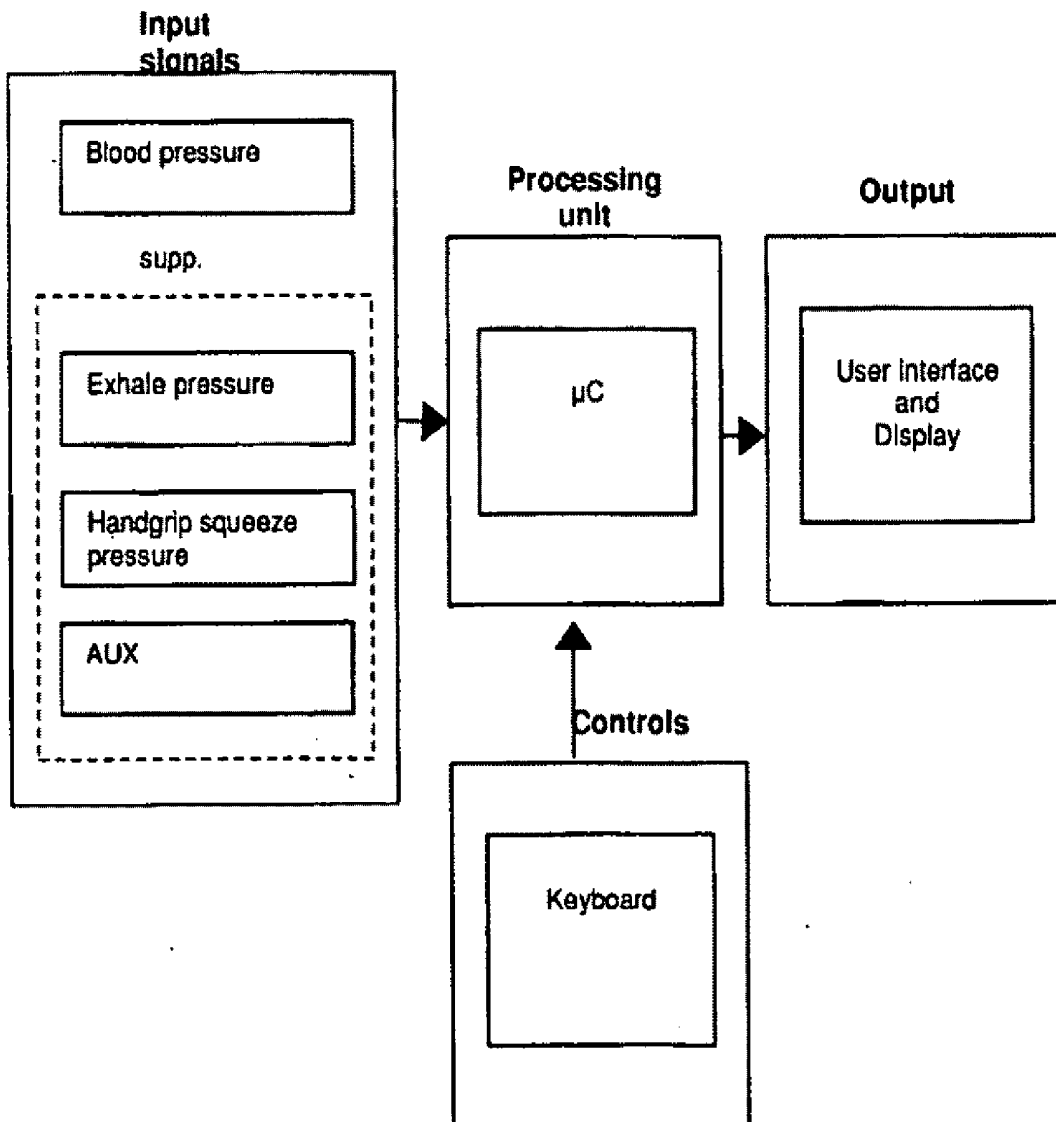 Input
signals
Blood pressure
supp.
Exhale pressure
Handgrip squeeze
pressure
AUX
Processing
unit
µC
Output
User interface
and
Display
Controls
Keyboard